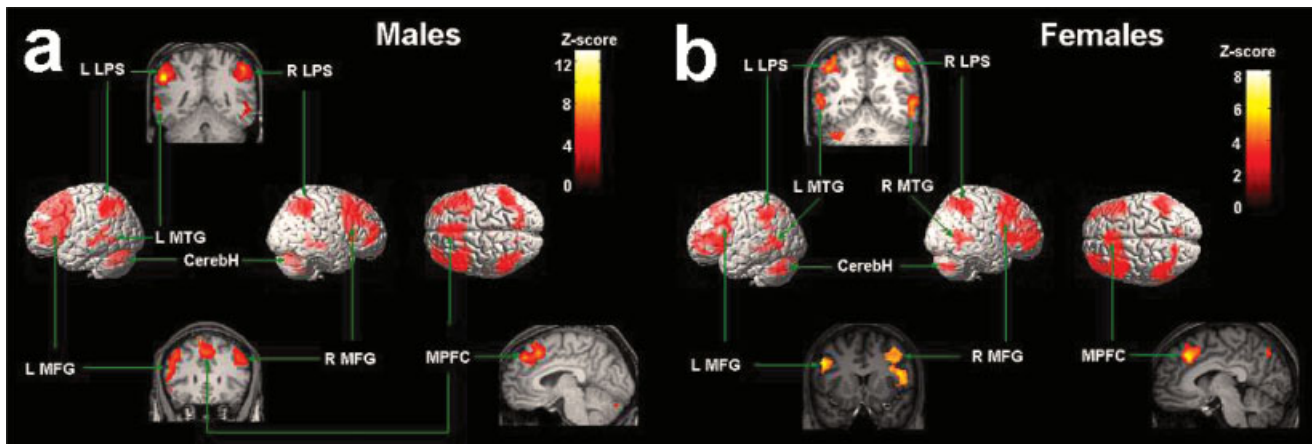 a
Males
Z-score
12
8
4
0
L LPS
R LPS
L MTG
CerebH
L MFG
R MFG
MPFC
b
Females
Z-score
8
6
4
2
0
L LPS
R LPS
L MTG
R MTG
CerebH
L MFG
R MFG
MPFC